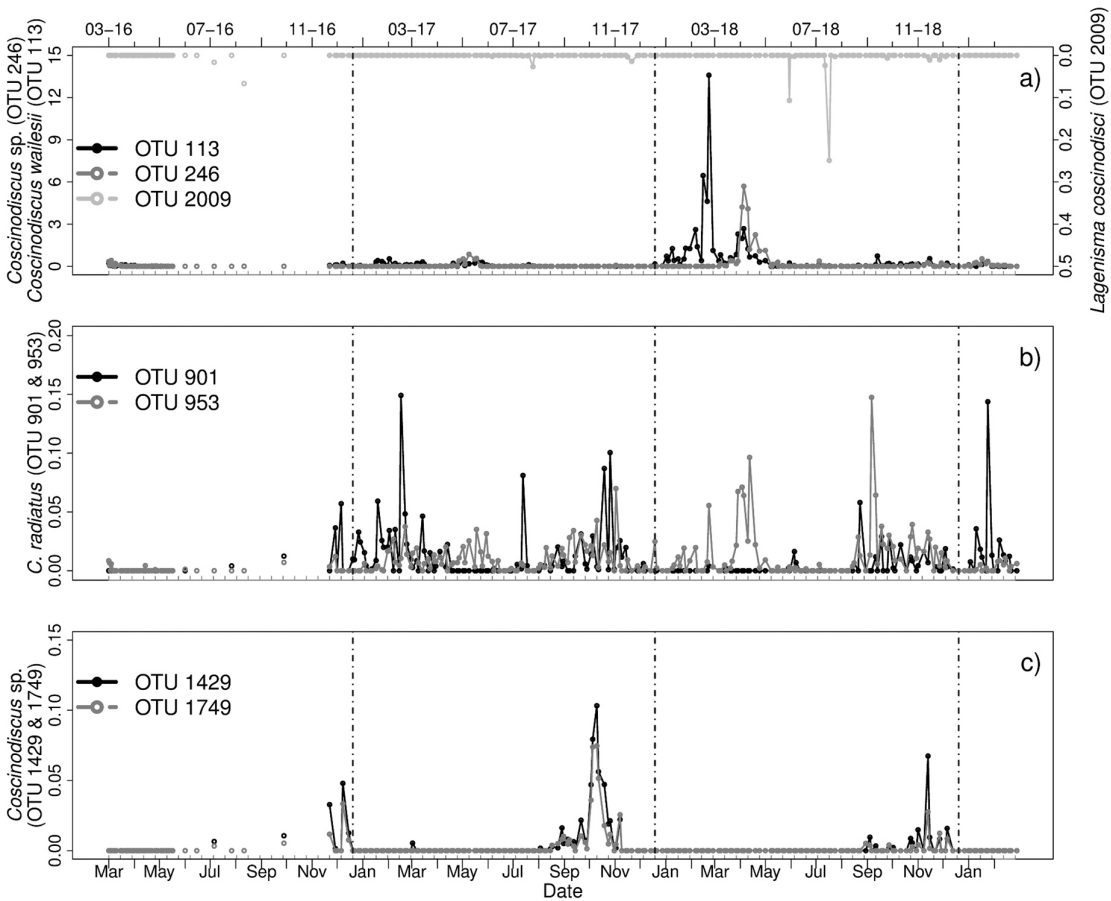 03–16 07–16 11–16 03–17 07–17 11–17 03–18 07–18 11–18
Coscinodiscus sp. (OTU 246)
Coscinodiscus wailesii (OTU 113)
15
12
9
6
3
0
a)
OTU 113
OTU 246
OTU 2009
0.0
0.1
0.2
0.3
0.4
0.5
Lagenisma coscinodisci (OTU 2009)
C. radiatus (OTU 901 & 953)
0.20
0.15
0.10
0.05
0.00
b)
OTU 901
OTU 953
Coscinodiscus sp.
(OTU 1429 & 1749)
0.15
0.10
0.05
0.00
c)
OTU 1429
OTU 1749
Mar May Jul Sep Nov Jan Mar May Jul Sep Nov Jan Mar May Jul Sep Nov Jan
Date